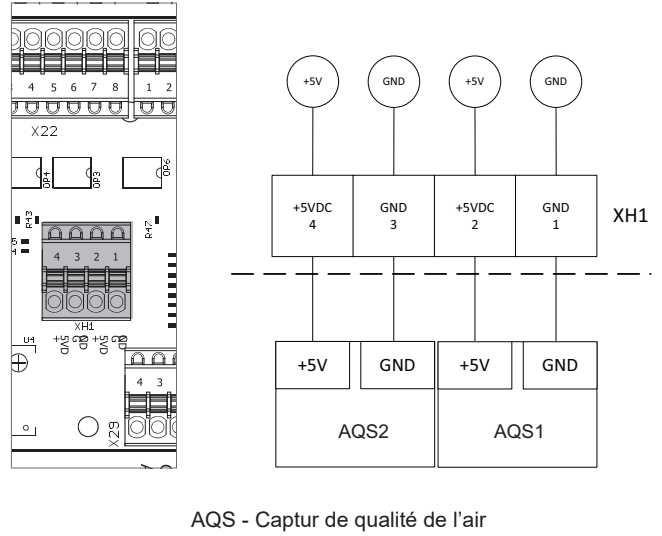 4 5 6 7 8 1 2
X22
OP4 OP3 OP6
R43 R47
4 3 2 1
XH1
+5VD GND +5VD GND
U4
4 3
X29
+5V GND +5V GND
+5VDC GND +5VDC GND
4 3 2 1
XH1
+5V GND +5V GND
AQS2 AQS1
AQS - Captur de qualité de l’air